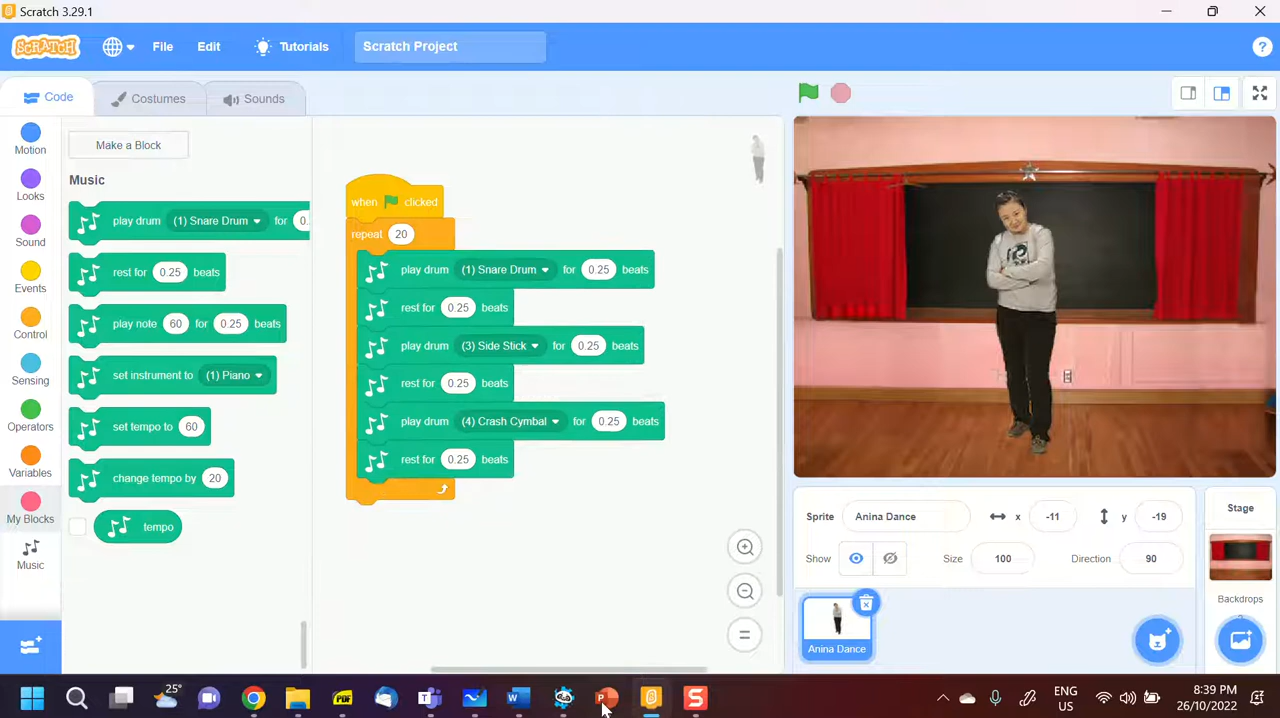 Scratch 3.29.1
SCRATCH File Edit Tutorials Scratch Project ?
Code Costumes Sounds
Motion
Looks
Sound
Events
Control
Sensing
Operators
Variables
My Blocks
Music
Make a Block
Music
play drum (1) Snare Drum for 0
rest for 0.25 beats
play note 60 for 0.25 beats
set instrument to (1) Piano
set tempo to 60
change tempo by 20
tempo
when clicked
repeat 20
play drum (1) Snare Drum for 0.25 beats
rest for 0.25 beats
play drum (3) Side Stick for 0.25 beats
rest for 0.25 beats
play drum (4) Crash Cymbal for 0.25 beats
rest for 0.25 beats
Sprite Anina Dance x -11 y -19
Show Size 100 Direction 90
Anina Dance
Stage
Backdrops
25° PDF W P S ENG US 8:39 PM 26/10/2022